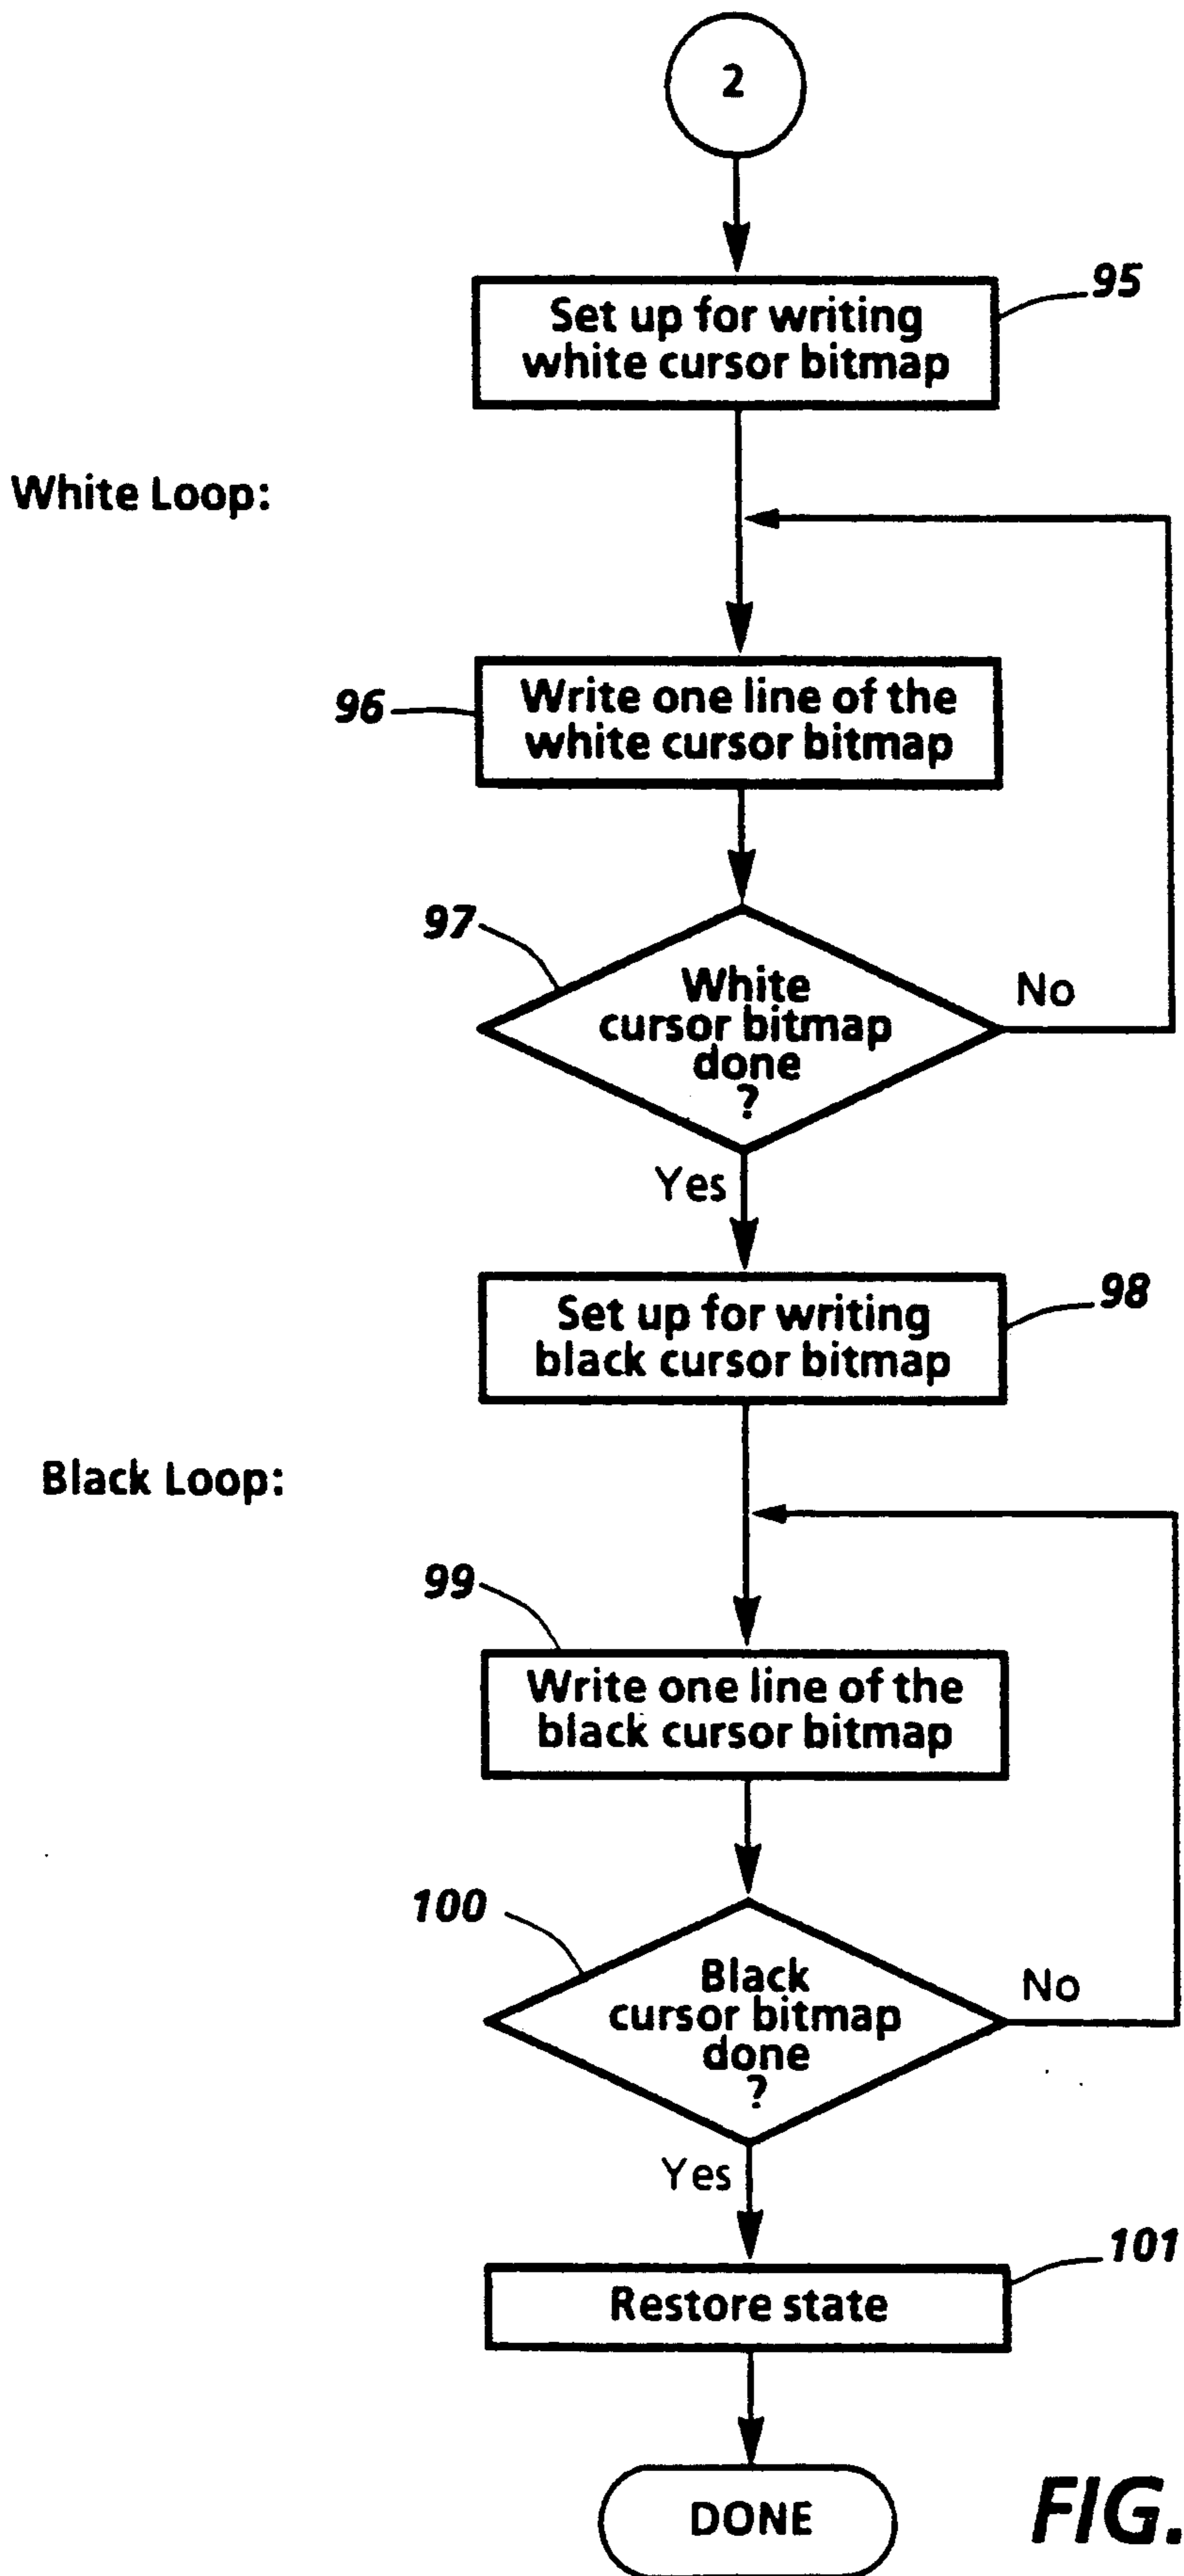 2
95
Set up for writing
white cursor bitmap
White Loop:
96
Write one line of the
white cursor bitmap
97
White
cursor bitmap
done
?
No
Yes
98
Set up for writing
black cursor bitmap
Black Loop:
99
Write one line of the
black cursor bitmap
100
Black
cursor bitmap
done
?
No
Yes
101
Restore state
DONE
FIG.